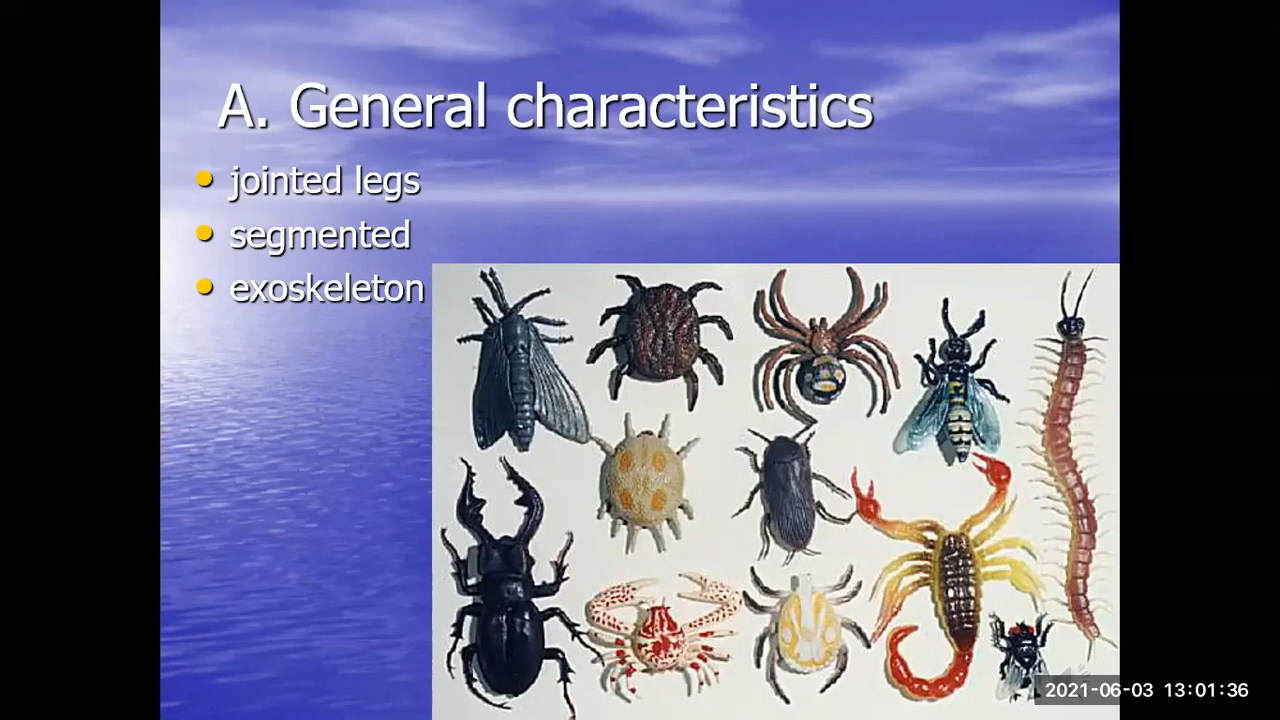 A. General characteristics
jointed legs
segmented
exoskeleton
2021-06-03 13:01:36